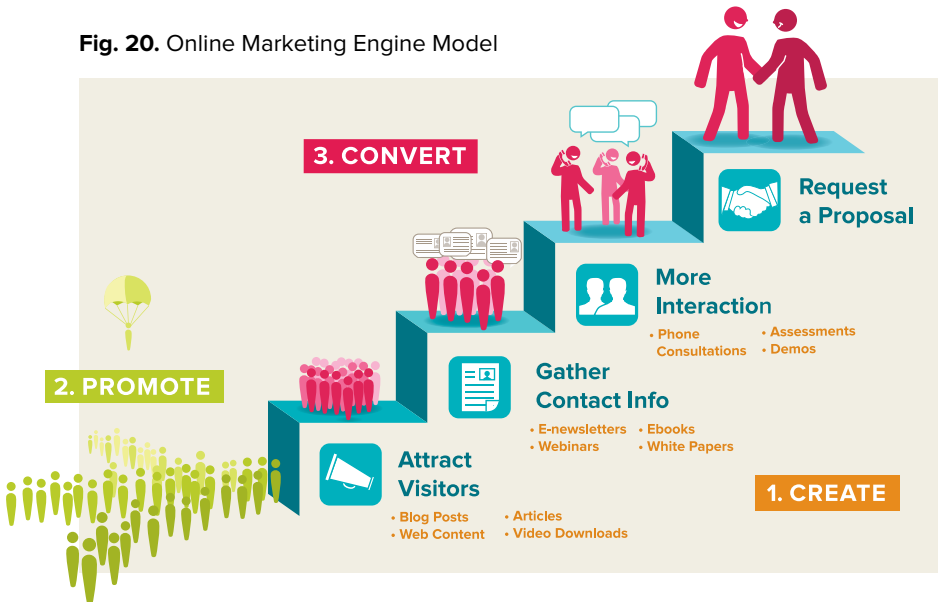 Fig. 20. Online Marketing Engine Model
3. CONVERT
Request
a Proposal
More
Interaction
• Phone
Consultations
• Assessments
• Demos
2. PROMOTE
Gather
Contact Info
• E-newsletters
• Webinars
• Ebooks
• White Papers
1. CREATE
Attract
Visitors
• Blog Posts
• Web Content
• Articles
• Video Downloads